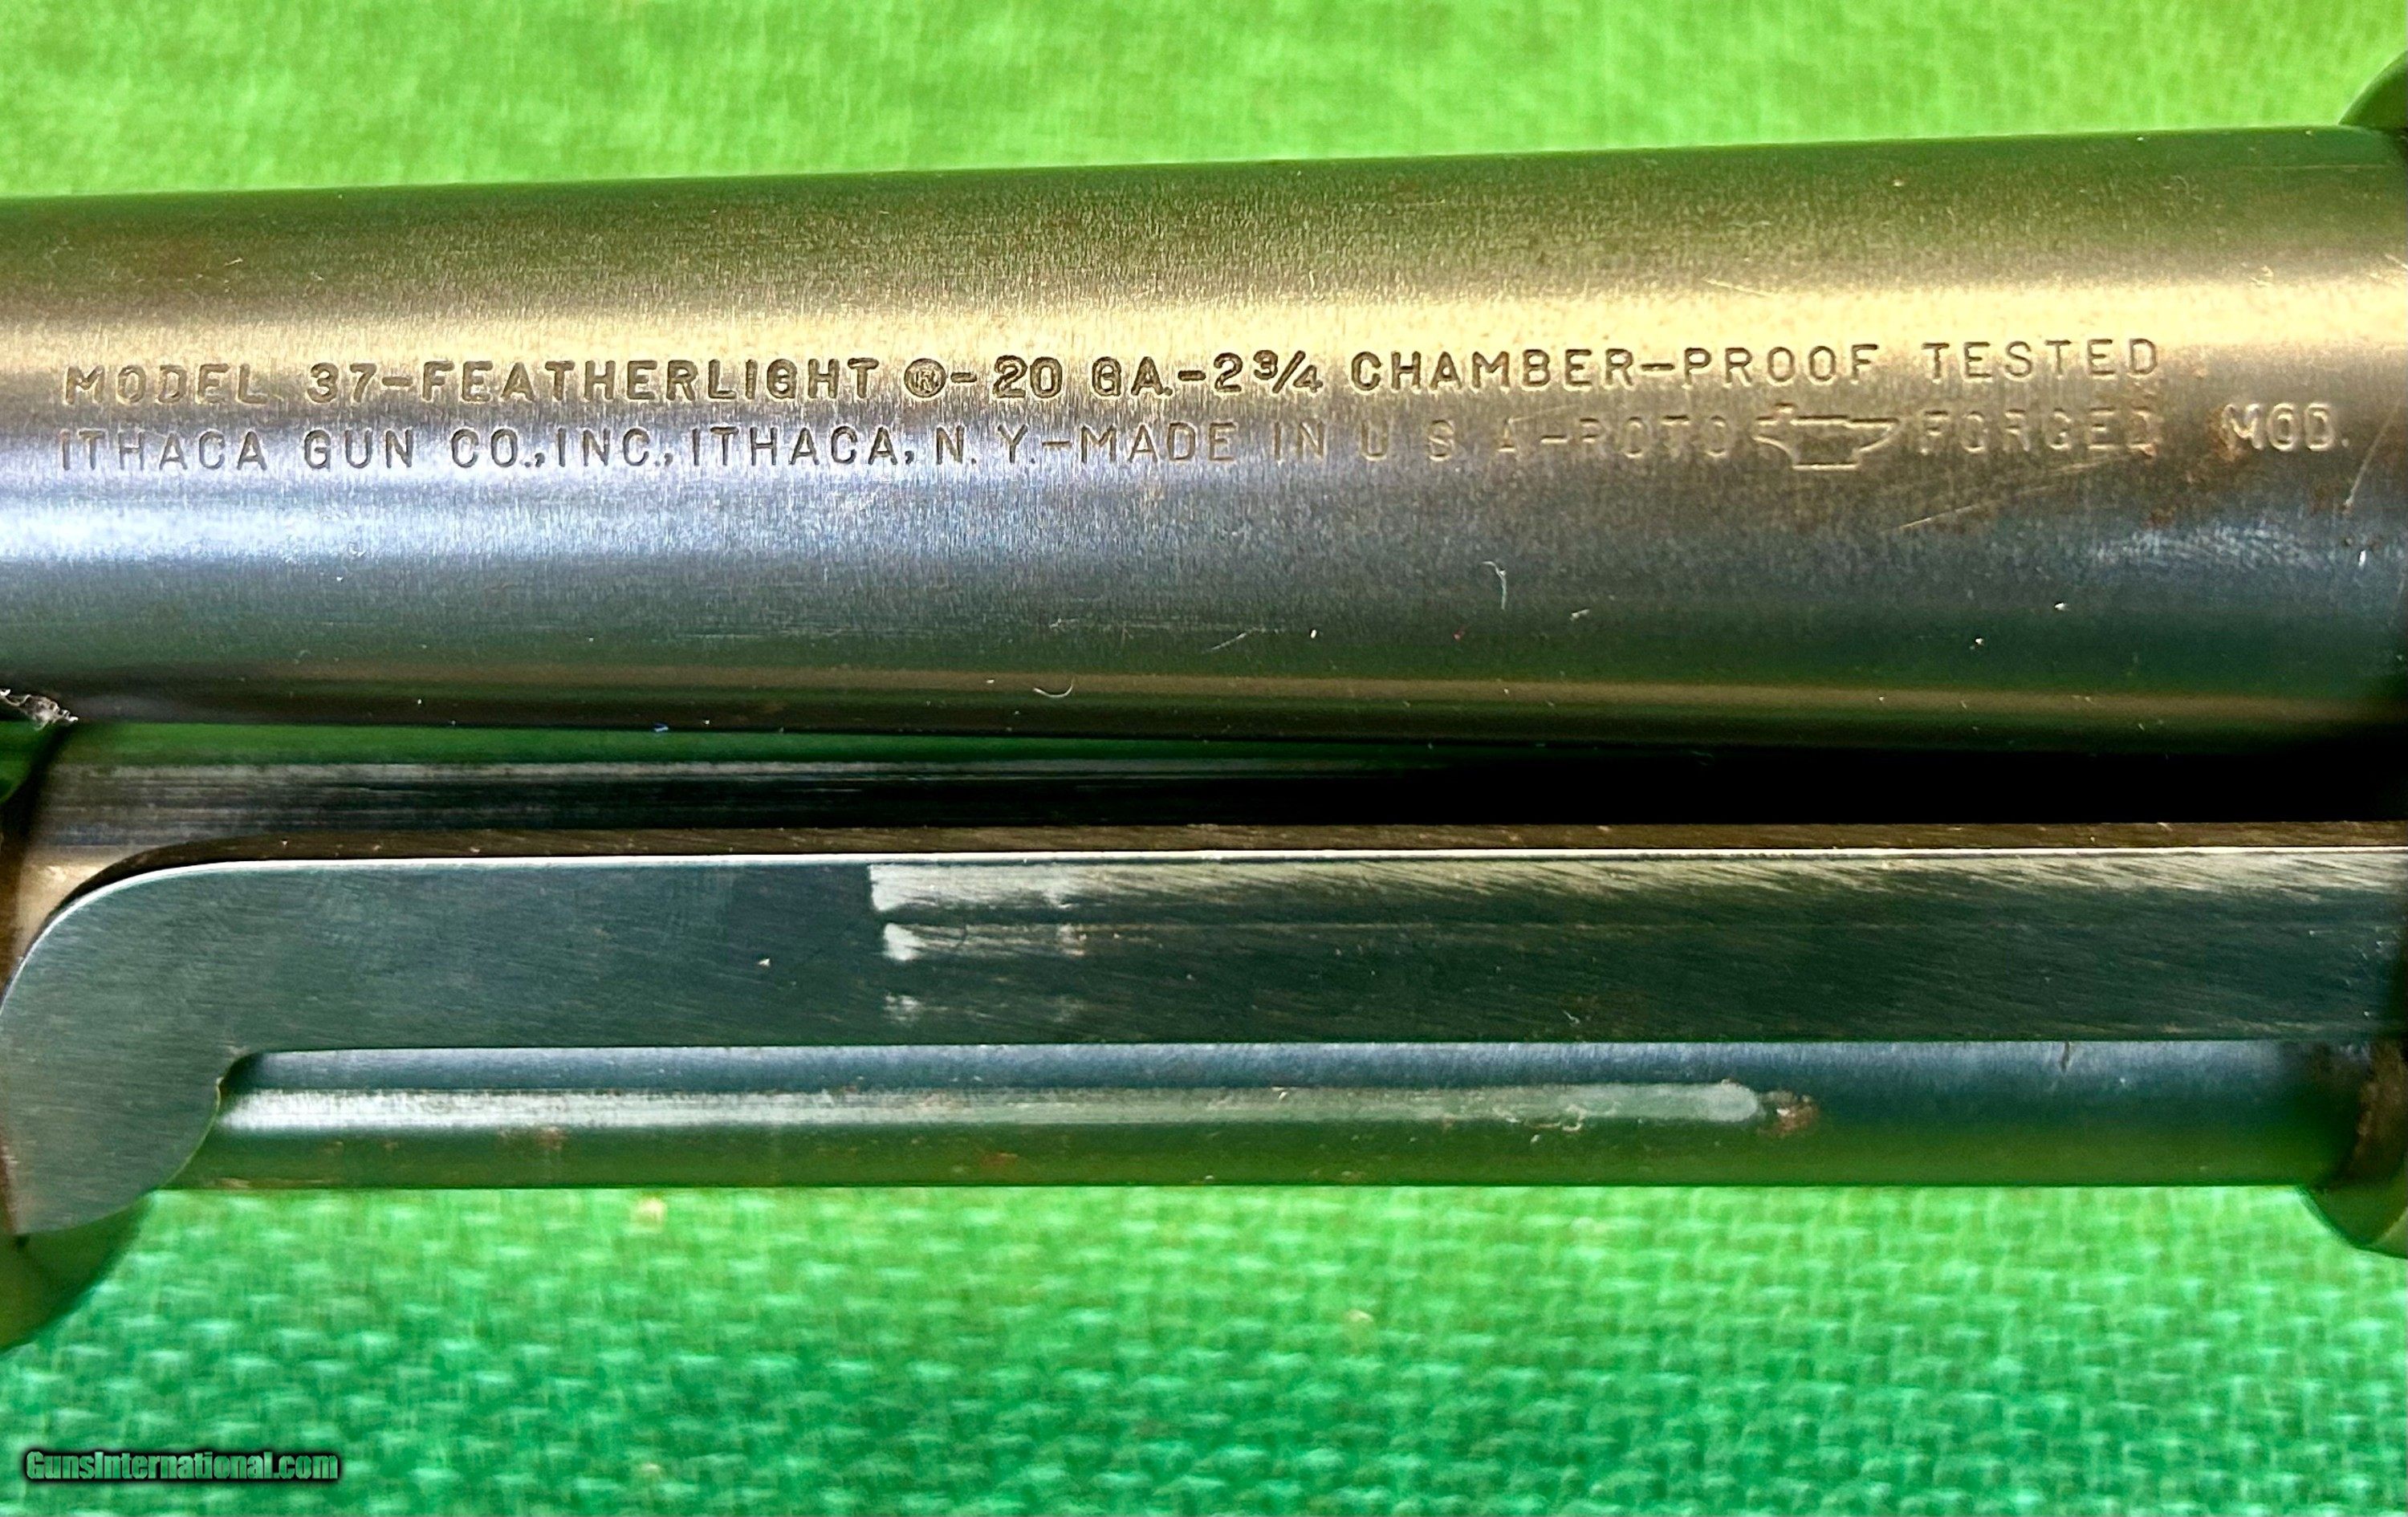 MODEL 37-FEATHERLIGHT ®-20 GA.-2¾ CHAMBER-PROOF TESTED
ITHACA GUN CO., INC., ITHACA, N. Y.-MADE IN U S A-ROTO FORGED MOD.
GunsInternational.com